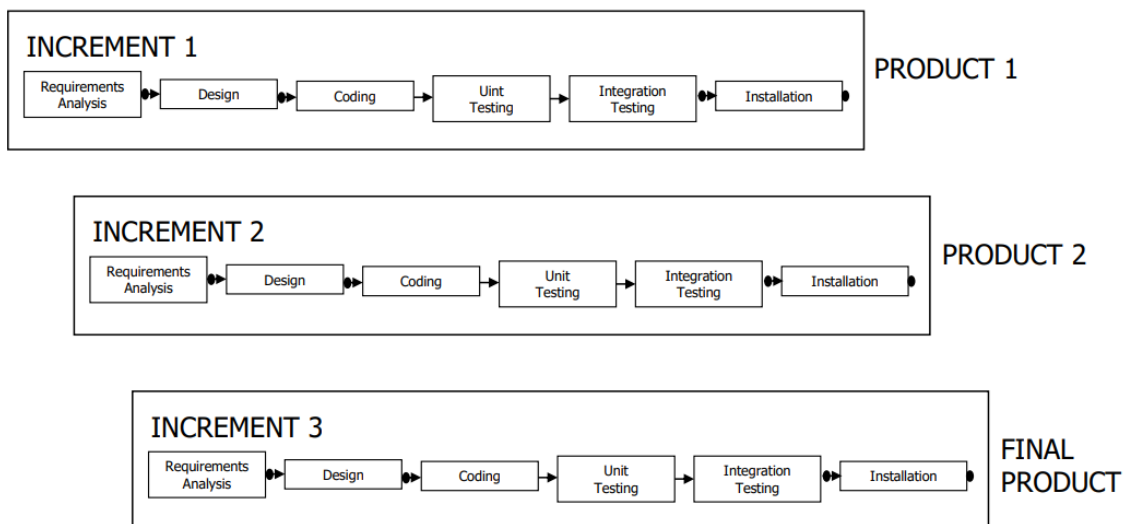 INCREMENT 1
PRODUCT 1
Requirements
Analysis
Design
Coding
Uint
Testing
Integration
Testing
Installation
INCREMENT 2
PRODUCT 2
Requirements
Analysis
Design
Coding
Unit
Testing
Integration
Testing
Installation
INCREMENT 3
FINAL
PRODUCT
Requirements
Analysis
Design
Coding
Unit
Testing
Integration
Testing
Installation